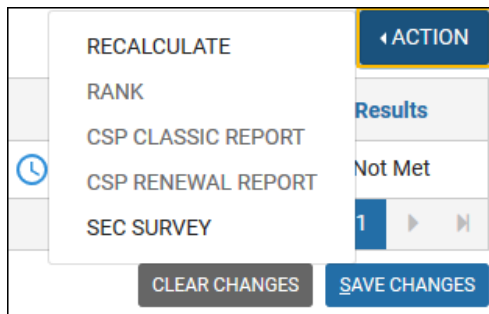 ACTION
RECALCULATE
RANK
CSP CLASSIC REPORT
CSP RENEWAL REPORT
SEC SURVEY
Results
Not Met
1
CLEAR CHANGES
SAVE CHANGES